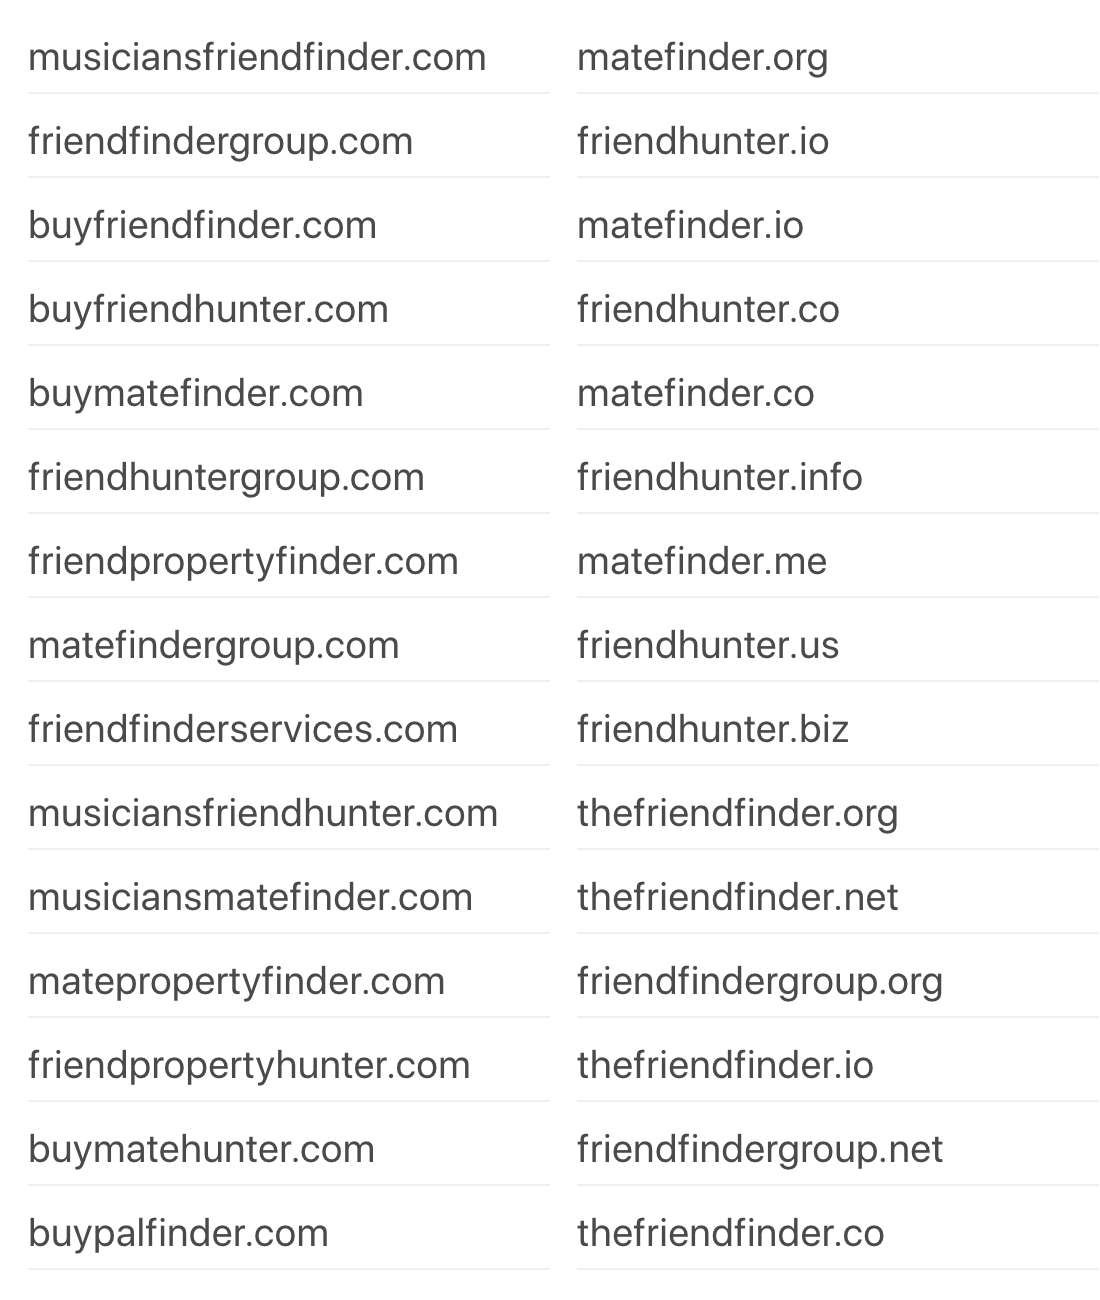 musiciansfriendfinder.com
friendfindergroup.com
buyfriendfinder.com
buyfriendhunter.com
buymatefinder.com
friendhuntergroup.com
friendpropertyfinder.com
matefindergroup.com
friendfinderservices.com
musiciansfriendhunter.com
musiciansmatefinder.com
matepropertyfinder.com
friendpropertyhunter.com
buymatehunter.com
buypalfinder.com
matefinder.org
friendhunter.io
matefinder.io
friendhunter.co
matefinder.co
friendhunter.info
matefinder.me
friendhunter.us
friendhunter.biz
thefriendfinder.org
thefriendfinder.net
friendfindergroup.org
thefriendfinder.io
friendfindergroup.net
thefriendfinder.co